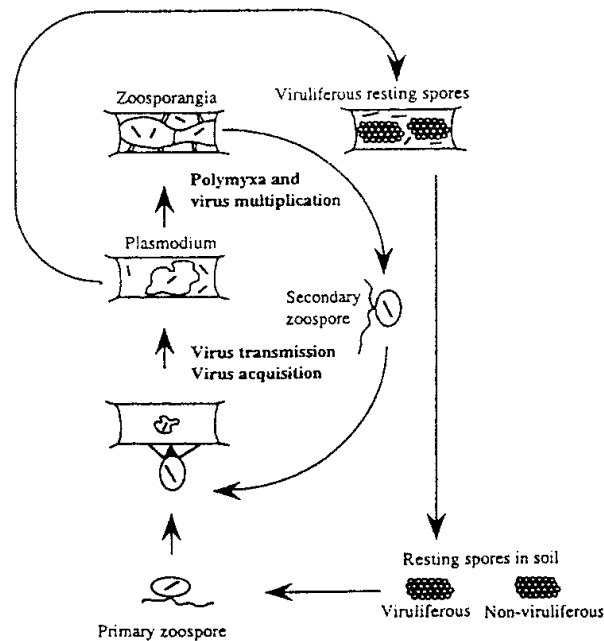 Zoosporangia
Viruliferous resting spores
Polymyxa and
virus multiplication
Plasmodium
Secondary
zoospore
Virus transmission
Virus acquisition
Resting spores in soil
Viruliferous Non-viruliferous
Primary zoospore